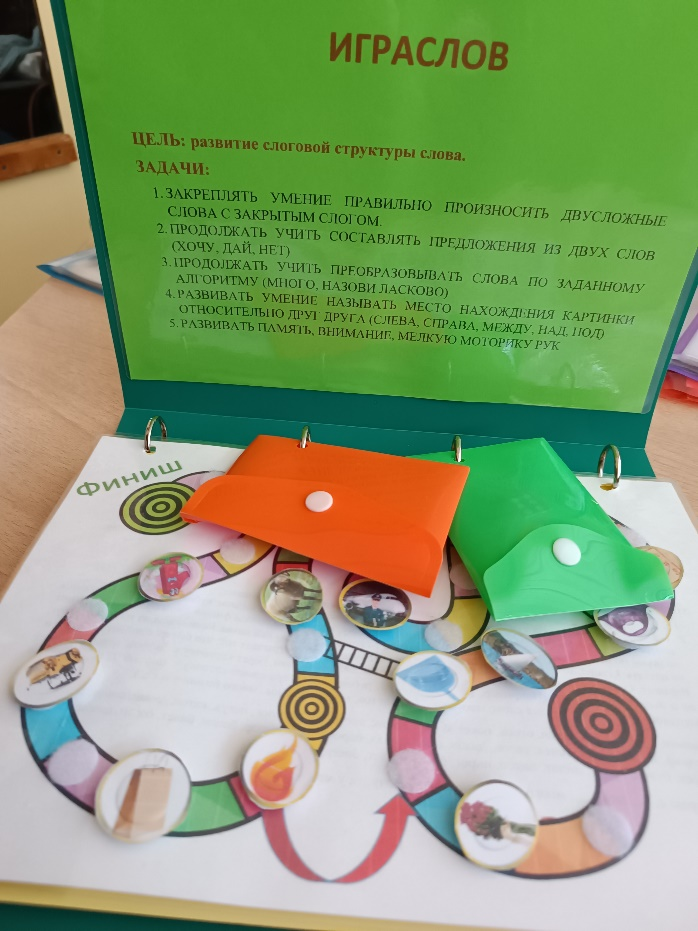 ИГРАСЛОВ
ЦЕЛЬ: развитие слоговой структуры слова.
ЗАДАЧИ:
1. ЗАКРЕПЛЯТЬ УМЕНИЕ ПРАВИЛЬНО ПРОИЗНОСИТЬ ДВУСЛОЖНЫЕ
СЛОВА С ЗАКРЫТЫМ СЛОГОМ.
2. ПРОДОЛЖАТЬ УЧИТЬ СОСТАВЛЯТЬ ПРЕДЛОЖЕНИЯ ИЗ ДВУХ СЛОВ
(ХОЧУ, ДАЙ, НЕТ)
3. ПРОДОЛЖАТЬ УЧИТЬ ПРЕОБРАЗОВЫВАТЬ СЛОВА ПО ЗАДАННОМУ
АЛГОРИТМУ (МНОГО, НАЗОВИ ЛАСКОВО)
4. РАЗВИВАТЬ УМЕНИЕ НАЗЫВАТЬ МЕСТО НАХОЖДЕНИЯ КАРТИНКИ
ОТНОСИТЕЛЬНО ДРУГ ДРУГА (СЛЕВА, СПРАВА, МЕЖДУ, НАД, ПОД)
5. РАЗВИВАТЬ ПАМЯТЬ, ВНИМАНИЕ, МЕЛКУЮ МОТОРИКУ РУК
Финиш